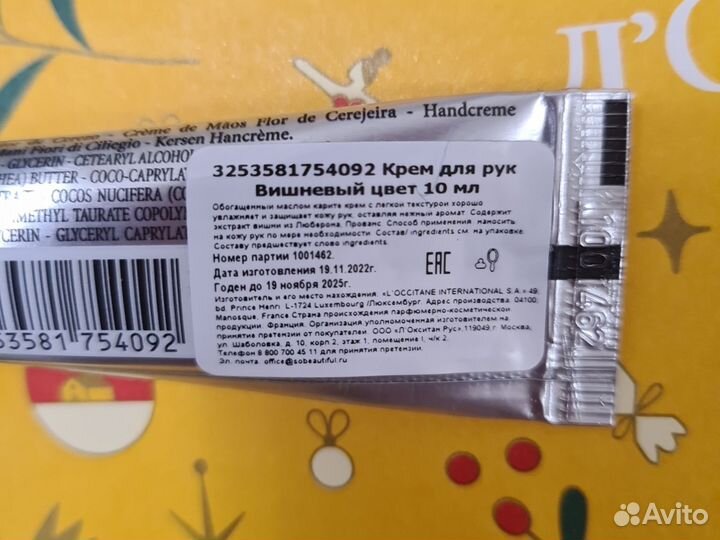 Л'О
de Cerise - Crème de Mãos Flor de Cerejeira - Handcreme
Fiori di Ciliegio - Kersen Hancrème.
- GLYCERIN - CETEARYL ALCOHOL
BUTTER - COCO-CAPRYLAT
COCOS NUCIFERA (CO
METHYL TAURATE COPOLY
GLYCERIN - GLYCERYL CAPRYLAT
3253581754092 Крем для рук
Вишневый цвет 10 мл
Обогащенный маслом карите крем с легкой текстурой хорошо
увлажняет и защищает кожу рук, оставляя нежный аромат. Содержит
экстракт вишни из Люберона, Прованс. Способ применения: наносить
на кожу рук по мере необходимости. Состав/ ingredients см. на упаковке.
Составу предшествует слово ingredients.
Номер партии 1001462.
Дата изготовления 19.11.2022г.
Годен до 19 ноября 2025г.
EAC
Изготовитель и его место нахождения: «L'OCCITANE INTERNATIONAL S.A.» 49,
bd. Prince Henri L-1724 Luxembourg /Люксембург. Адрес производства: 04100,
Manosque, France Страна происхождения парфюмерно-косметической
продукции: Франция. Организация уполномоченная изготовителем на
принятие претензий от покупателей: ООО «Л'Окситан Рус»,119049, г. Москва,
ул. Шаболовка, д. 10, корп.2, этаж 1, помещение I, ч/к 2.
Телефон 8 800 700 45 11 для принятия претензий.
Эл. почта: office@sobeautiful.ru
53581 754092
1001462
Avito